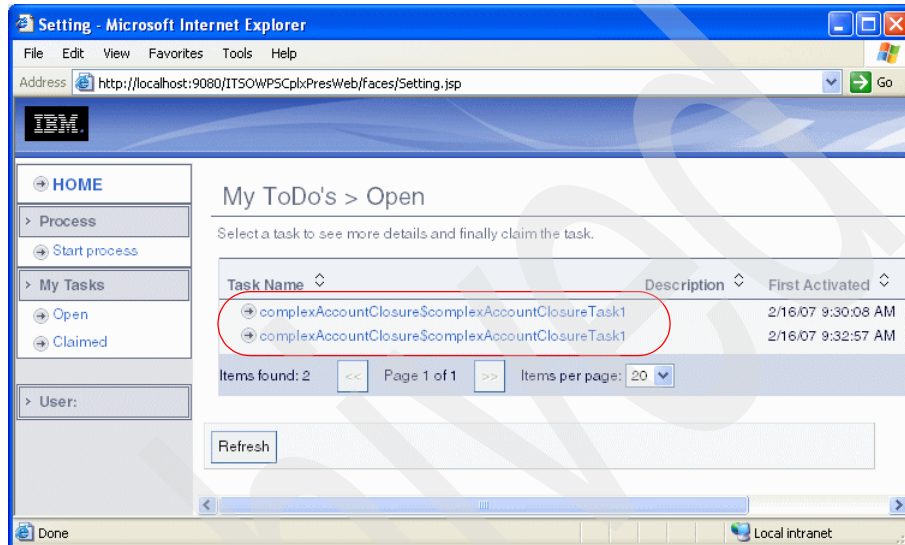 Setting - Microsoft Internet Explorer
File Edit View Favorites Tools Help
Address http://localhost:9080/ITSOWPSCplxPresWeb/faces/Setting.jsp Go
IBM.
HOME
> Process
Start process
> My Tasks
Open
Claimed
> User:
My ToDo's > Open
Select a task to see more details and finally claim the task.
Task Name Description First Activated
complexAccountClosure$complexAccountClosureTask1 2/16/07 9:30:08 AM
complexAccountClosure$complexAccountClosureTask1 2/16/07 9:32:57 AM
Items found: 2 << Page 1 of 1 >> Items per page: 20
Refresh
Done Local intranet